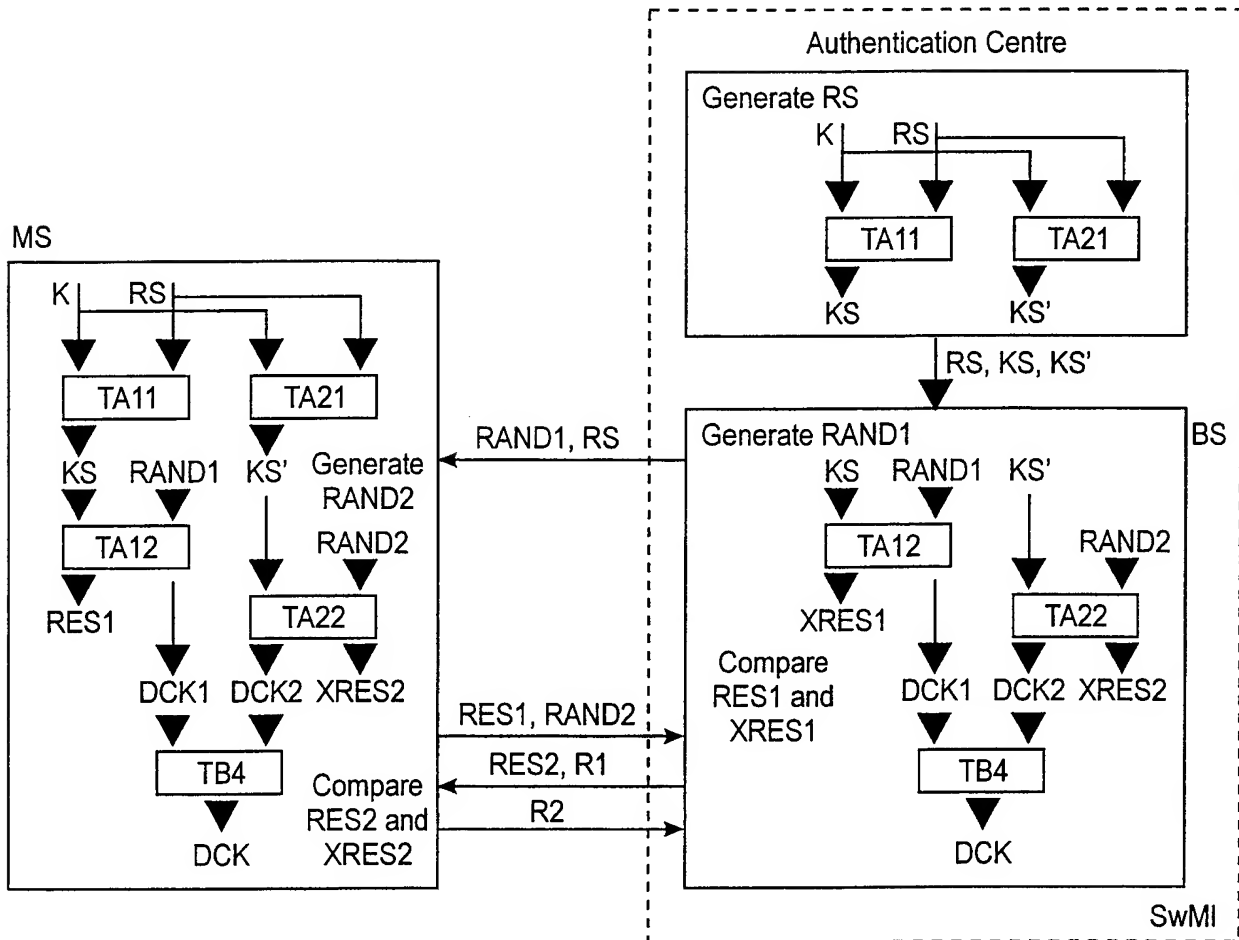 Authentication Centre
Generate RS
K RS
TA11 TA21
KS KS'
RS, KS, KS'
MS
K RS
TA11 TA21
KS RAND1 KS' Generate
RAND2
TA12 RAND2
RES1 TA22
DCK1 DCK2 XRES2
TB4
Compare
RES2 and
XRES2
DCK
RAND1, RS
RES1, RAND2
RES2, R1
R2
BS
Generate RAND1
KS RAND1 KS'
TA12 RAND2
XRES1 TA22
Compare
RES1 and
XRES1
DCK1 DCK2 XRES2
TB4
DCK
SwMI